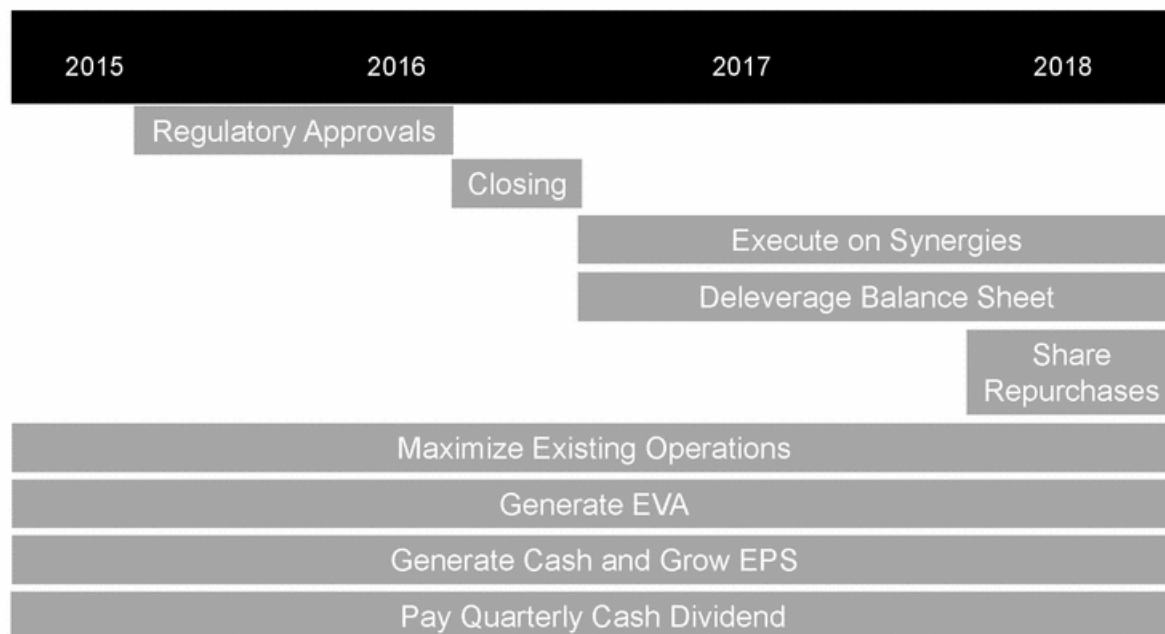 2015 2016 2017 2018
Regulatory Approvals
Closing
Execute on Synergies
Deleverage Balance Sheet
Share
Repurchases
Maximize Existing Operations
Generate EVA
Generate Cash and Grow EPS
Pay Quarterly Cash Dividend